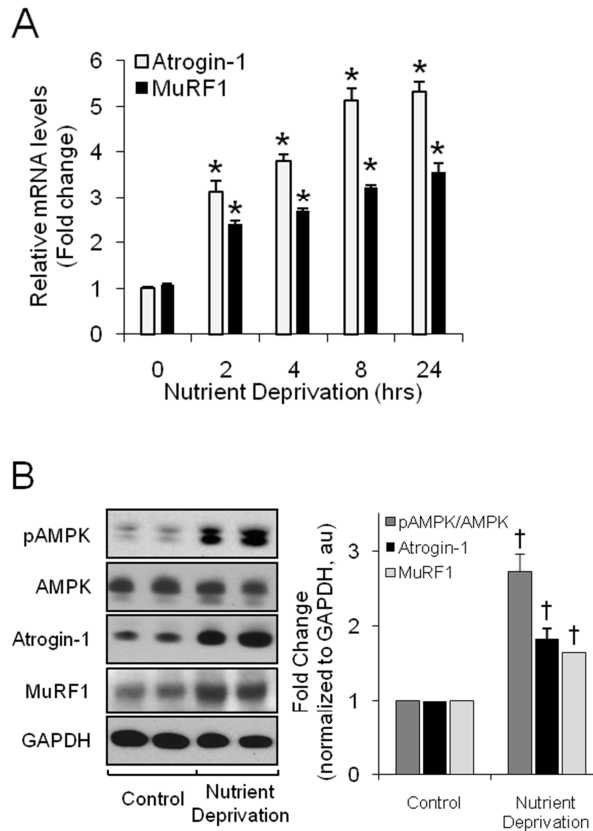 A
Relative mRNA levels
(Fold change)
6
5
4
3
2
1
0
Atrogin-1
MuRF1
* * * * * * * *
0 2 4 8 24
Nutrient Deprivation (hrs)
B
pAMPK
AMPK
Atrogin-1
MuRF1
GAPDH
Control
Nutrient
Deprivation
Fold Change
(normalized to GAPDH, au)
3
2
1
0
pAMPK/AMPK
Atrogin-1
MuRF1
† † †
Control
Nutrient
Deprivation